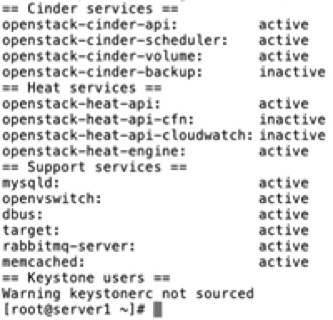 == Cinder services ==
openstack-cinder-api: active
openstack-cinder-scheduler: active
openstack-cinder-volume: active
openstack-cinder-backup: inactive
== Heat services ==
openstack-heat-api: active
openstack-heat-api-cfn: inactive
openstack-heat-api-cloudwatch: inactive
openstack-heat-engine: active
== Support services ==
mysqld: active
openvswitch: active
dbus: active
target: active
rabbitmq-server: active
memcached: active
== Keystone users ==
Warning keystonerc not sourced
[root@server1 ~]#